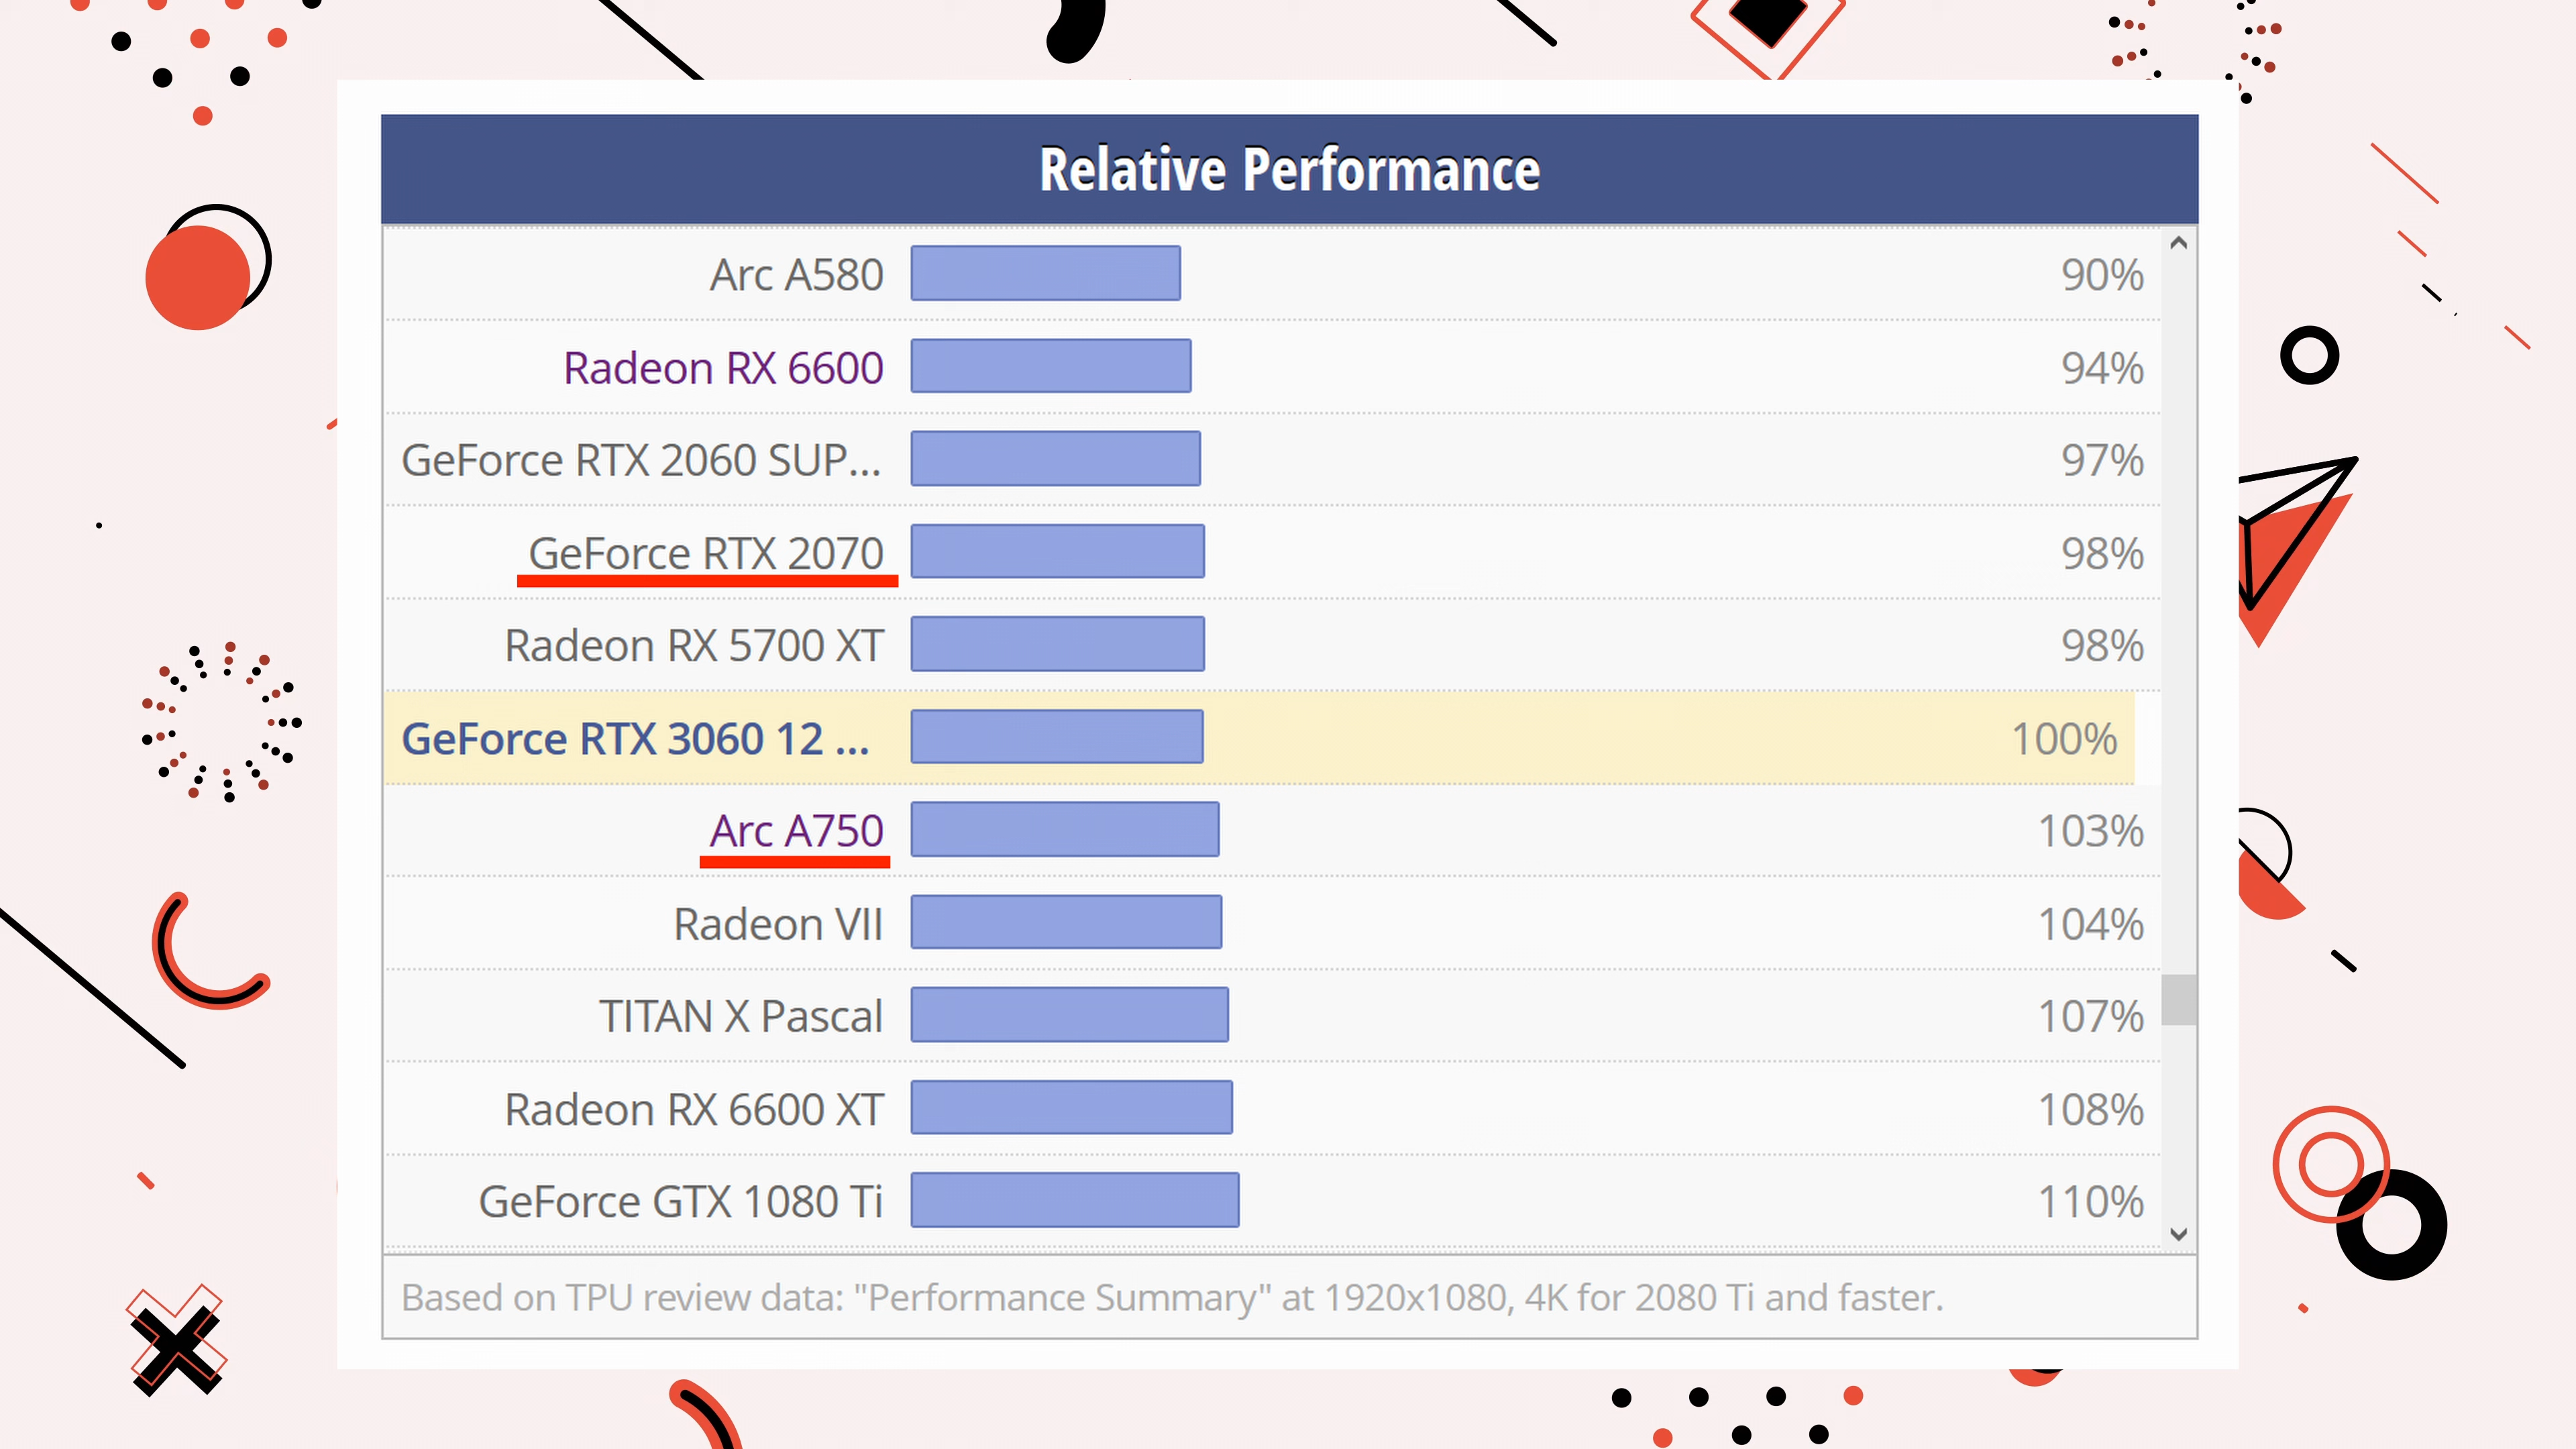 Relative Performance
Arc A580 90%
Radeon RX 6600 94%
GeForce RTX 2060 SUP... 97%
GeForce RTX 2070 98%
Radeon RX 5700 XT 98%
GeForce RTX 3060 12 ... 100%
Arc A750 103%
Radeon VII 104%
TITAN X Pascal 107%
Radeon RX 6600 XT 108%
GeForce GTX 1080 Ti 110%
Based on TPU review data: "Performance Summary" at 1920x1080, 4K for 2080 Ti and faster.